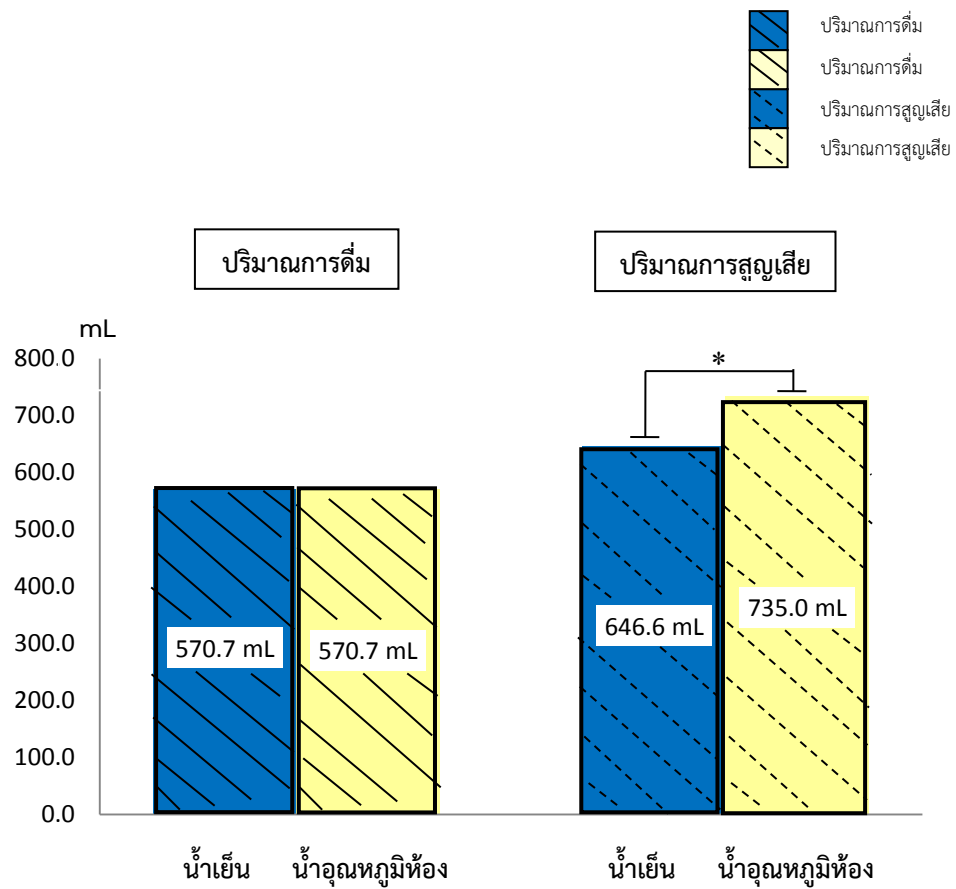 ปริมาณการดื่ม
ปริมาณการดื่ม
ปริมาณการสูญเสีย
ปริมาณการสูญเสีย
ปริมาณการดื่ม
ปริมาณการสูญเสีย
mL
800.0
*
700.0
600.0
500.0
400.0
300.0
200.0
100.0
0.0
570.7 mL
570.7 mL
646.6 mL
735.0 mL
น้ำเย็น
น้ำอุณหภูมิห้อง
น้ำเย็น
น้ำอุณหภูมิห้อง